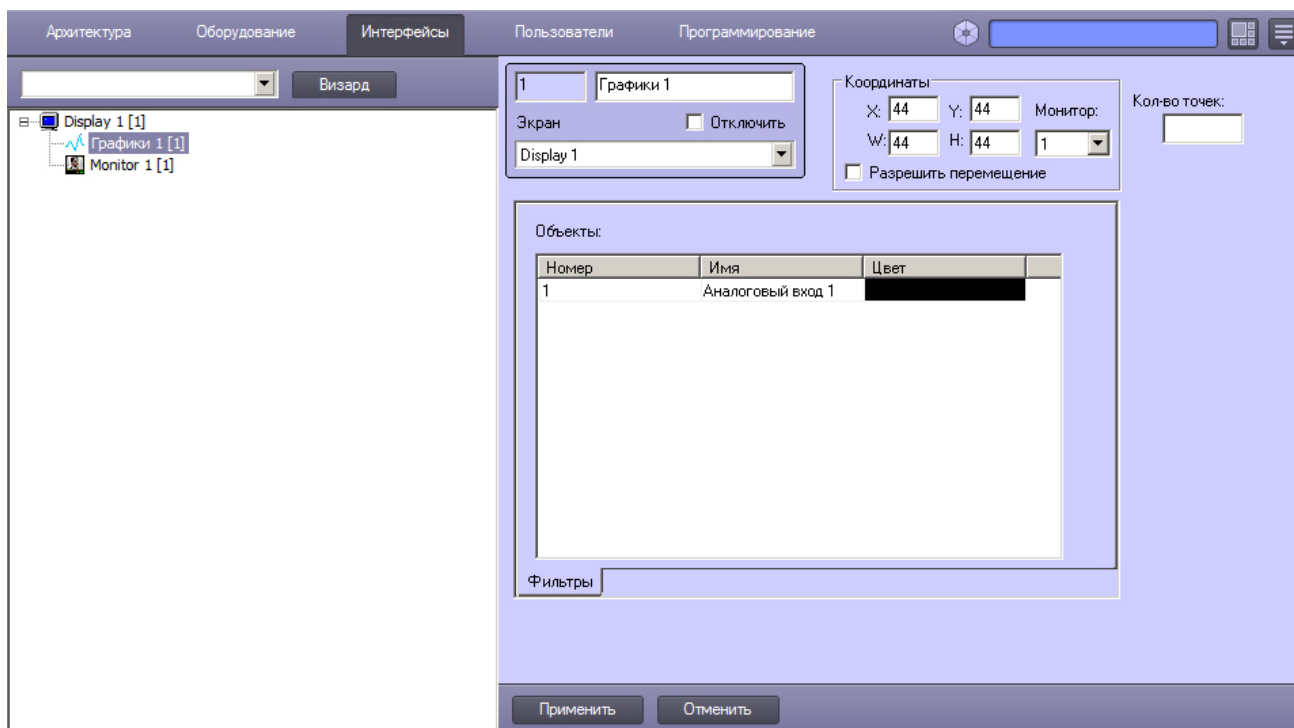 Архитектура Оборудование Интерфейсы Пользователи Программирование
Визард
Display 1 [1]
Графики 1 [1]
Monitor 1 [1]
1 Графики 1
Экран Отключить
Display 1
Координаты
X: 44 Y: 44 Монитор:
W: 44 H: 44 1
Разрешить перемещение
Кол-во точек:
Объекты:
Номер Имя Цвет
1 Аналоговый вход 1
Фильтры
Применить Отменить